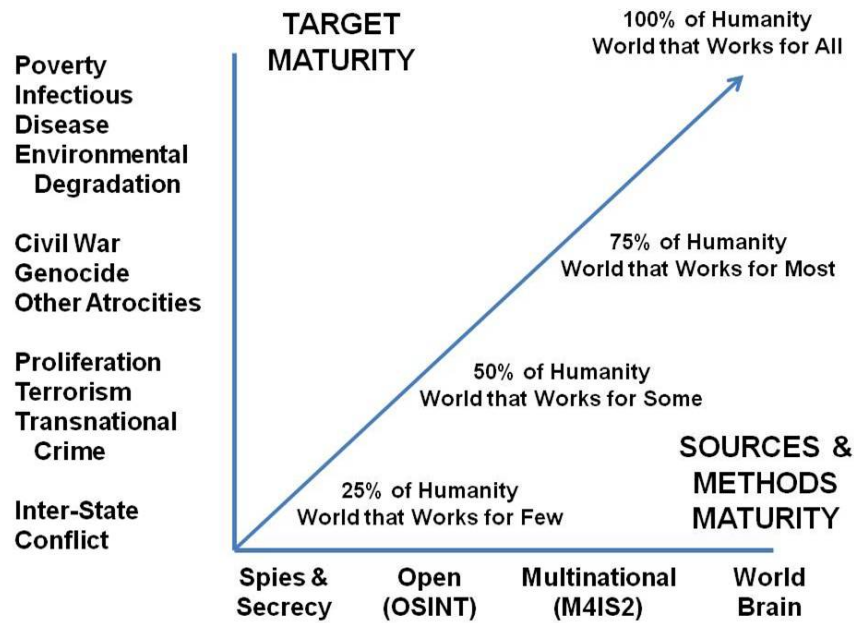 TARGET
MATURITY
100% of Humanity
World that Works for All
Poverty
Infectious
Disease
Environmental
Degradation
Civil War
Genocide
Other Atrocities
75% of Humanity
World that Works for Most
Proliferation
Terrorism
Transnational
Crime
50% of Humanity
World that Works for Some
SOURCES &
METHODS
MATURITY
Inter-State
Conflict
25% of Humanity
World that Works for Few
Spies &
Secrecy
Open
(OSINT)
Multinational
(M4IS2)
World
Brain